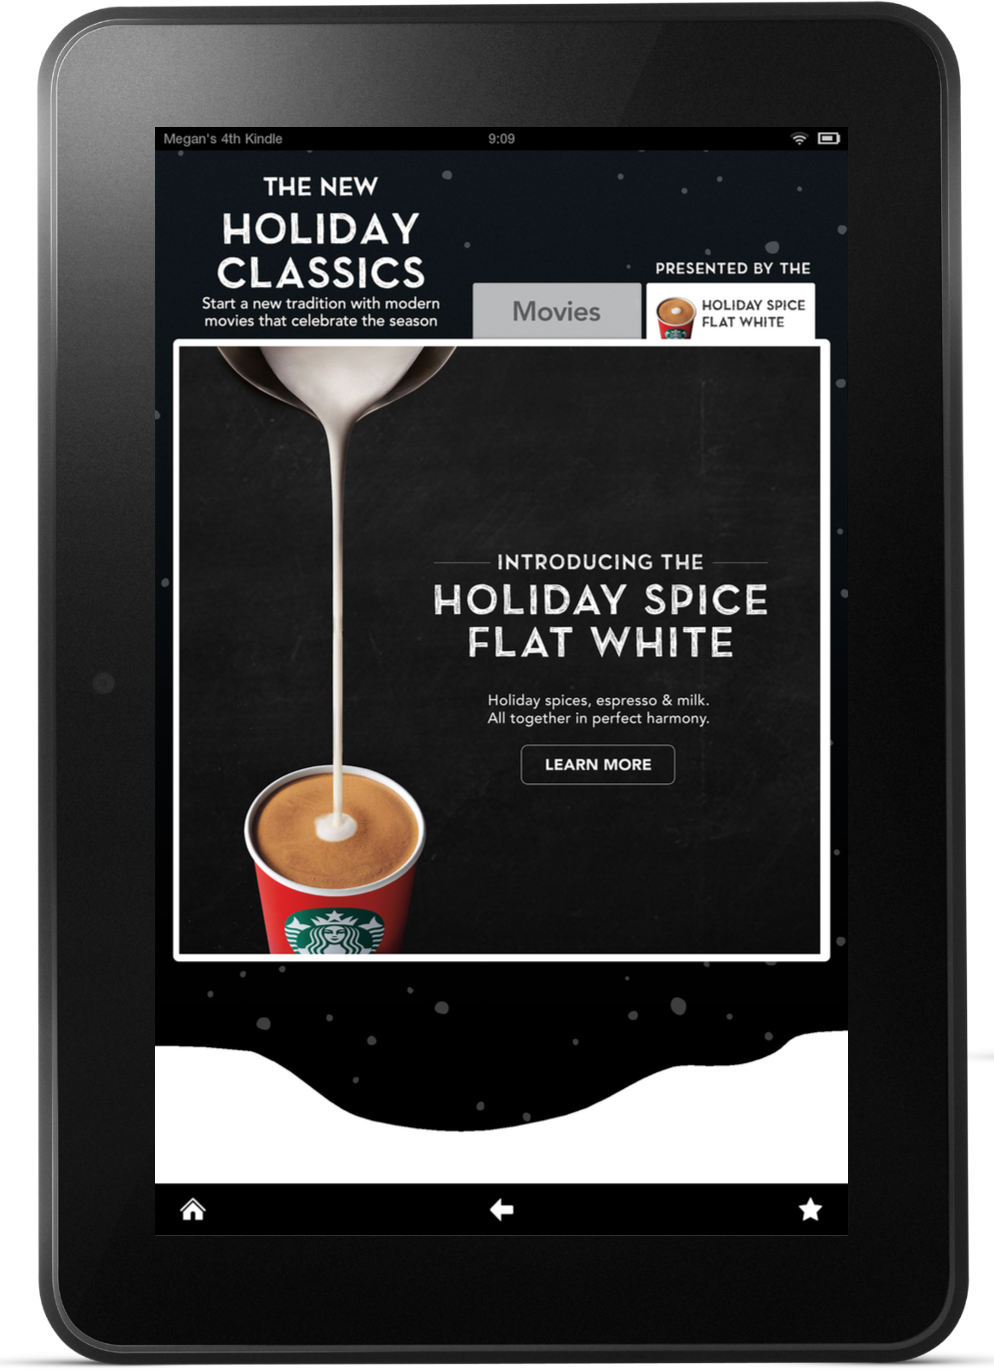 Megan's 4th Kindle 9:09
THE NEW
HOLIDAY
CLASSICS
Start a new tradition with modern
movies that celebrate the season
Movies
PRESENTED BY THE
HOLIDAY SPICE
FLAT WHITE
INTRODUCING THE
HOLIDAY SPICE
FLAT WHITE
Holiday spices, espresso & milk.
All together in perfect harmony.
LEARN MORE